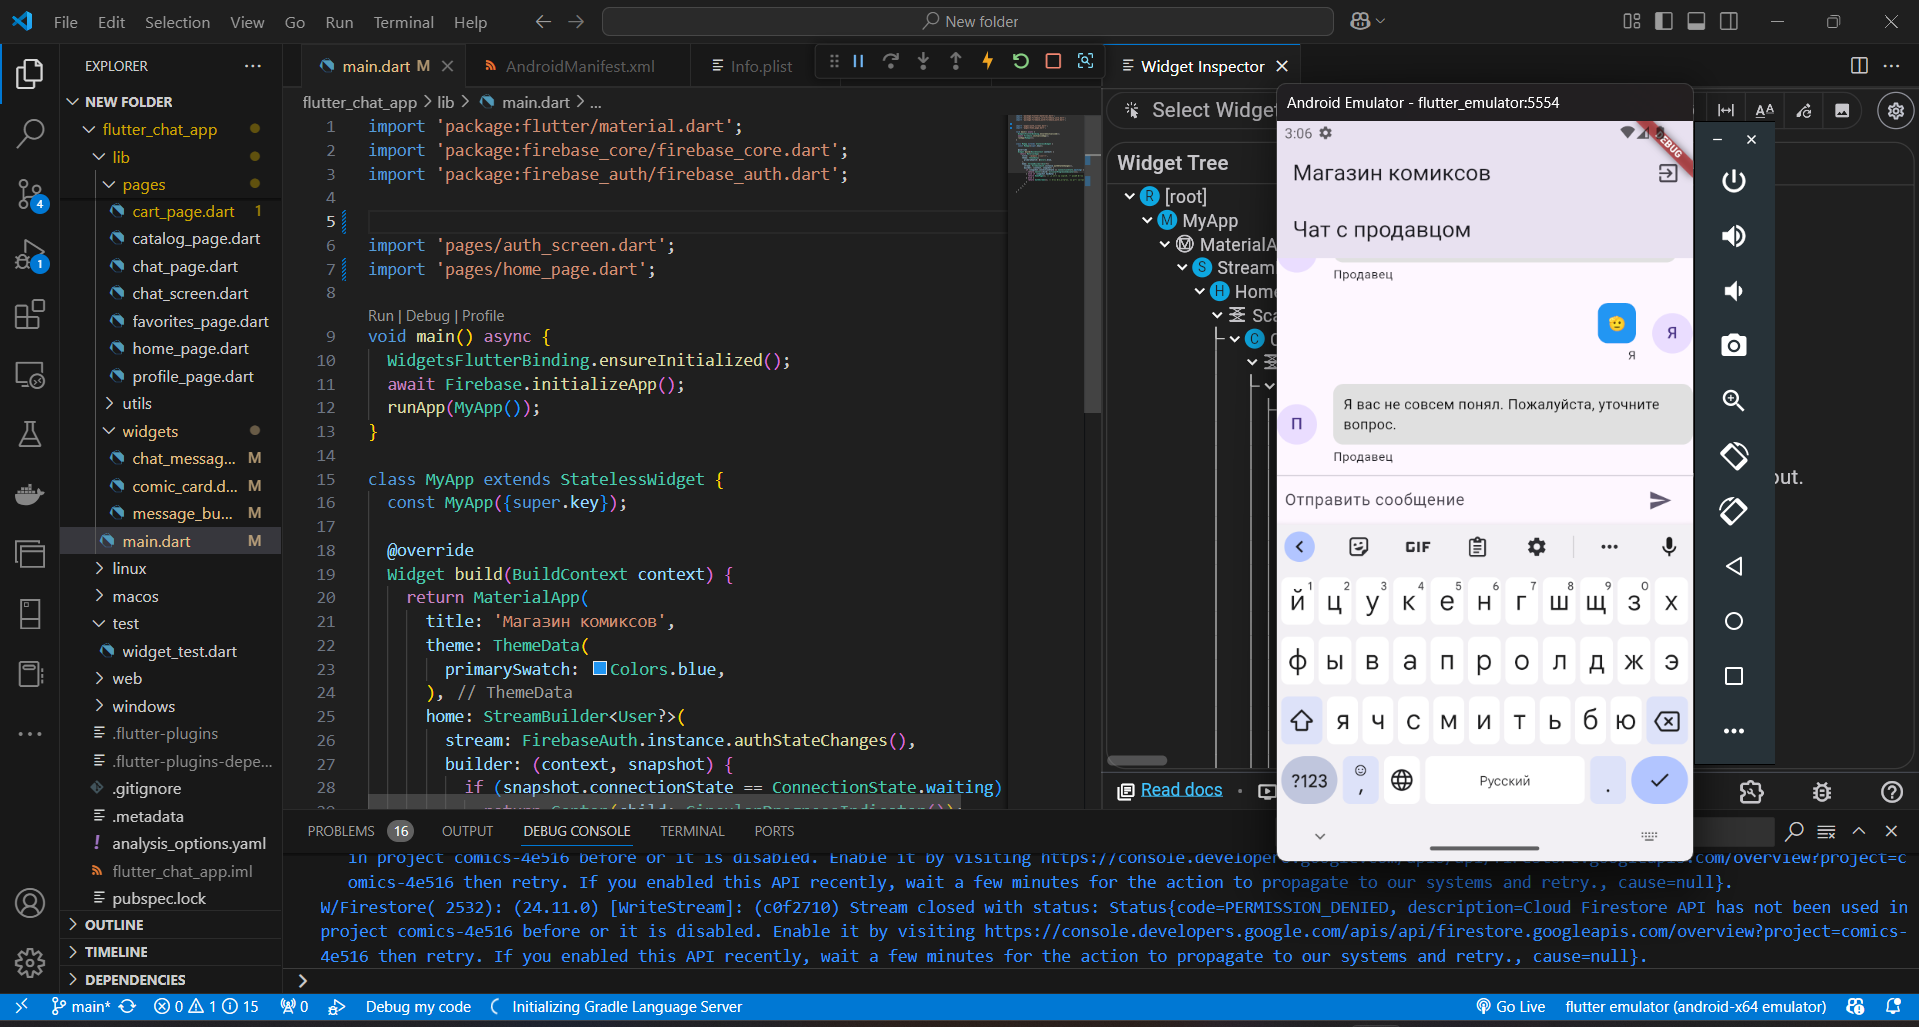 File Edit Selection View Go Run Terminal Help
New folder
EXPLORER
NEW FOLDER
flutter_chat_app
lib
pages
cart_page.dart 1
catalog_page.dart
chat_page.dart
chat_screen.dart
favorites_page.dart
home_page.dart
profile_page.dart
utils
widgets
chat_messag... M
comic_card.d... M
message_bu... M
main.dart M
linux
macos
test
widget_test.dart
web
windows
.flutter-plugins
.flutter-plugins-depe...
.gitignore
.metadata
analysis_options.yaml
flutter_chat_app.iml
pubspec.lock
OUTLINE
TIMELINE
DEPENDENCIES
4
1
main.dart M
AndroidManifest.xml
Info.plist
flutter_chat_app > lib > main.dart > ...
1 import 'package:flutter/material.dart';
2 import 'package:firebase_core/firebase_core.dart';
3 import 'package:firebase_auth/firebase_auth.dart';
4
5
6 import 'pages/auth_screen.dart';
7 import 'pages/home_page.dart';
8
Run | Debug | Profile
9 void main() async {
10 WidgetsFlutterBinding.ensureInitialized();
11 await Firebase.initializeApp();
12 runApp(MyApp());
13 }
14
15 class MyApp extends StatelessWidget {
16 const MyApp({super.key});
17
18 @override
19 Widget build(BuildContext context) {
20 return MaterialApp(
21 title: 'Магазин комиксов',
22 theme: ThemeData(
23 primarySwatch: Colors.blue,
24 ), // ThemeData
25 home: StreamBuilder<User?>(
26 stream: FirebaseAuth.instance.authStateChanges(),
27 builder: (context, snapshot) {
28 if (snapshot.connectionState == ConnectionState.waiting)
Widget Inspector
Select Widge
Widget Tree
R [root]
M MyApp
M MaterialA
S Stream
H Home
Sca
C
out.
Read docs
Android Emulator - flutter_emulator:5554
3:06
Магазин комиксов
Чат с продавцом
Продавец
Я
Я
П
Я вас не совсем понял. Пожалуйста, уточните
вопрос.
Продавец
Отправить сообщение
GIF
й1 ц2 у3 к4 е5 н6 г7 ш8 щ9 з0 х
ф ы в а п р о л д ж э
я ч с м и т ь б ю
?123 , Русский .
PROBLEMS 16 OUTPUT DEBUG CONSOLE TERMINAL PORTS
in project comics-4e516 before or it is disabled. Enable it by visiting https://console.developer
.com/overview?project=c
omics-4e516 then retry. If you enabled this API recently, wait a few minutes for the action to propagate to our systems and retry., cause=null}.
W/Firestore( 2532): (24.11.0) [WriteStream]: (c0f2710) Stream closed with status: Status{code=PERMISSION_DENIED, description=Cloud Firestore API has not been used in
project comics-4e516 before or it is disabled. Enable it by visiting https://console.developers.google.com/apis/api/firestore.googleapis.com/overview?project=comics-
4e516 then retry. If you enabled this API recently, wait a few minutes for the action to propagate to our systems and retry., cause=null}.
main* 0 1 15 0 Debug my code Initializing Gradle Language Server Go Live flutter emulator (android-x64 emulator)